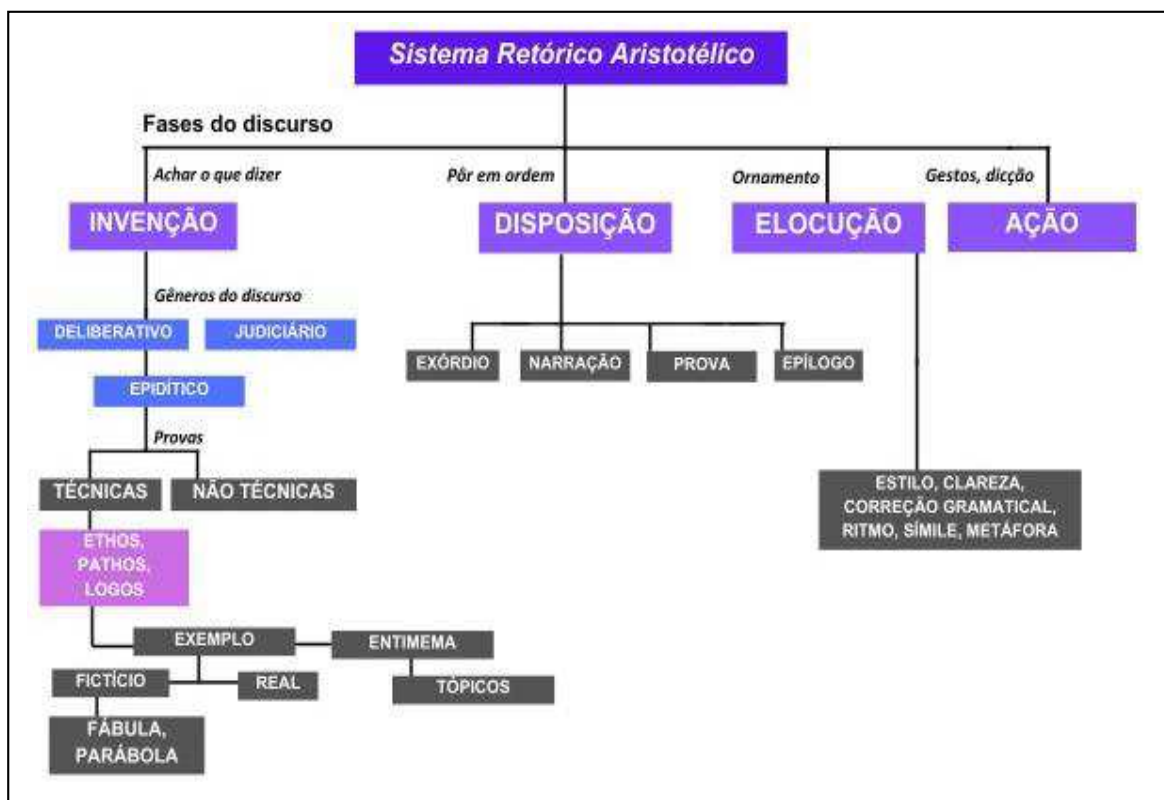 Sistema Retórico Aristotélico
Fases do discurso
Achar o que dizer
Pôr em ordem
Ornamento
Gestos, dicção
INVENÇÃO
DISPOSIÇÃO
ELOCUÇÃO
AÇÃO
Gêneros do discurso
DELIBERATIVO
JUDICIÁRIO
EPIDÍTICO
EXÓRDIO
NARRAÇÃO
PROVA
EPÍLOGO
Provas
TÉCNICAS
NÃO TÉCNICAS
ESTILO, CLAREZA,
CORREÇÃO GRAMATICAL,
RITMO, SÍMILE, METÁFORA
ETHOS,
PATHOS,
LOGOS
EXEMPLO
ENTIMEMA
FICTÍCIO
REAL
TÓPICOS
FÁBULA,
PARÁBOLA